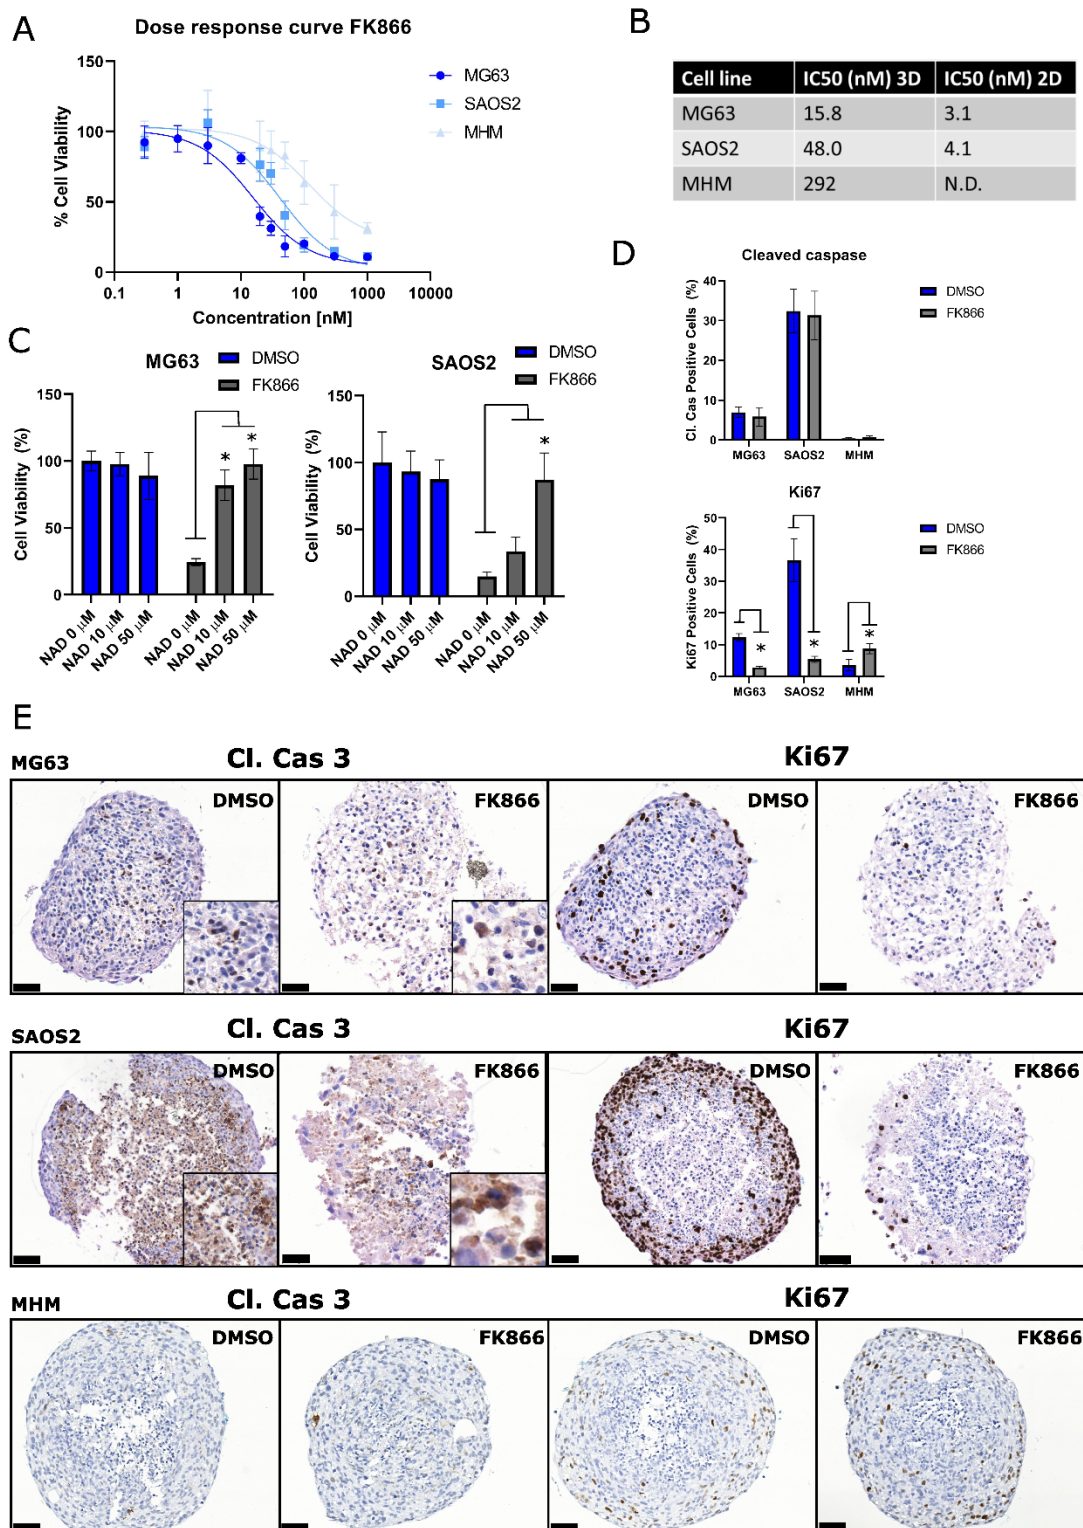 A
Dose response curve FK866
150
100
50
0
% Cell Viability
0.1 1 10 100 1000 10000
Concentration [nM]
MG63
SAOS2
MHM
B
Cell line IC50 (nM) 3D IC50 (nM) 2D
MG63 15.8 3.1
SAOS2 48.0 4.1
MHM 292 N.D.
C
MG63
DMSO
FK866
150
100
50
0
Cell Viability (%)
* *
NAD 0 µM NAD 10 µM NAD 50 µM NAD 0 µM NAD 10 µM NAD 50 µM
SAOS2
DMSO
FK866
150
100
50
0
Cell Viability (%)
*
NAD 0 µM NAD 10 µM NAD 50 µM NAD 0 µM NAD 10 µM NAD 50 µM
D
Cleaved caspase
40
30
20
10
0
Cl. Cas Positive Cells (%)
MG63 SAOS2 MHM
DMSO
FK866
Ki67
50
40
30
20
10
0
Ki67 Positive Cells (%)
* * *
MG63 SAOS2 MHM
DMSO
FK866
E
MG63
Cl. Cas 3 Ki67
DMSO FK866 DMSO FK866
SAOS2
Cl. Cas 3 Ki67
DMSO FK866 DMSO FK866
MHM
Cl. Cas 3 Ki67
DMSO FK866 DMSO FK866